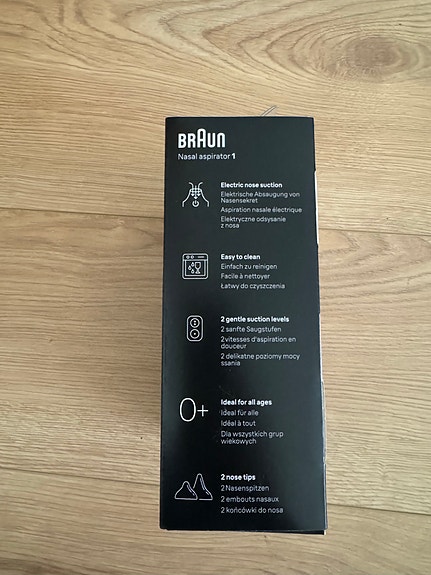 BRAUN
Nasal aspirator 1
Electric nose suction
Elektrische Absaugung von
Nasensekret
Aspiration nasale électrique
Elektryczne odsysanie
z nosa
Easy to clean
Einfach zu reinigen
Facile à nettoyer
Łatwy do czyszczenia
2 gentle suction levels
2 sanfte Saugstufen
2 vitesses d'aspiration en
douceur
2 delikatne poziomy mocy
ssania
0+
Ideal for all ages
Ideal für alle
Idéal à tout
Dla wszystkich grup
wiekowych
2 nose tips
2 Nasenspitzen
2 embouts nasaux
2 końcówki do nosa